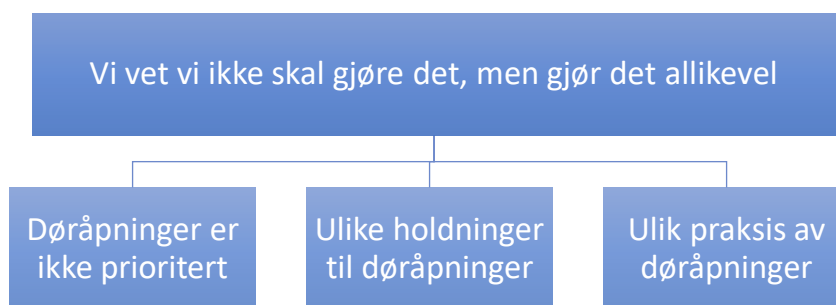 Vi vet vi ikke skal gjøre det, men gjør det allikevel
Døråpninger er
ikke prioritert
Ulike holdninger
til døråpninger
Ulik praksis av
døråpninger